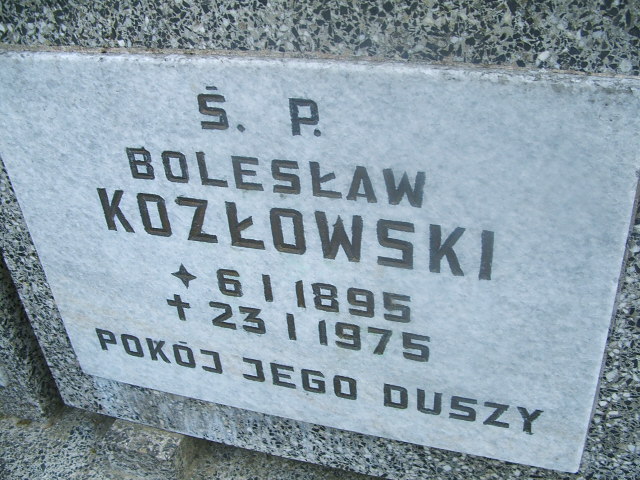 Ś. P.
BOLESŁAW
KOZŁOWSKI
✦ 6 I 1895
✝ 23 I 1975
POKÓJ JEGO DUSZY